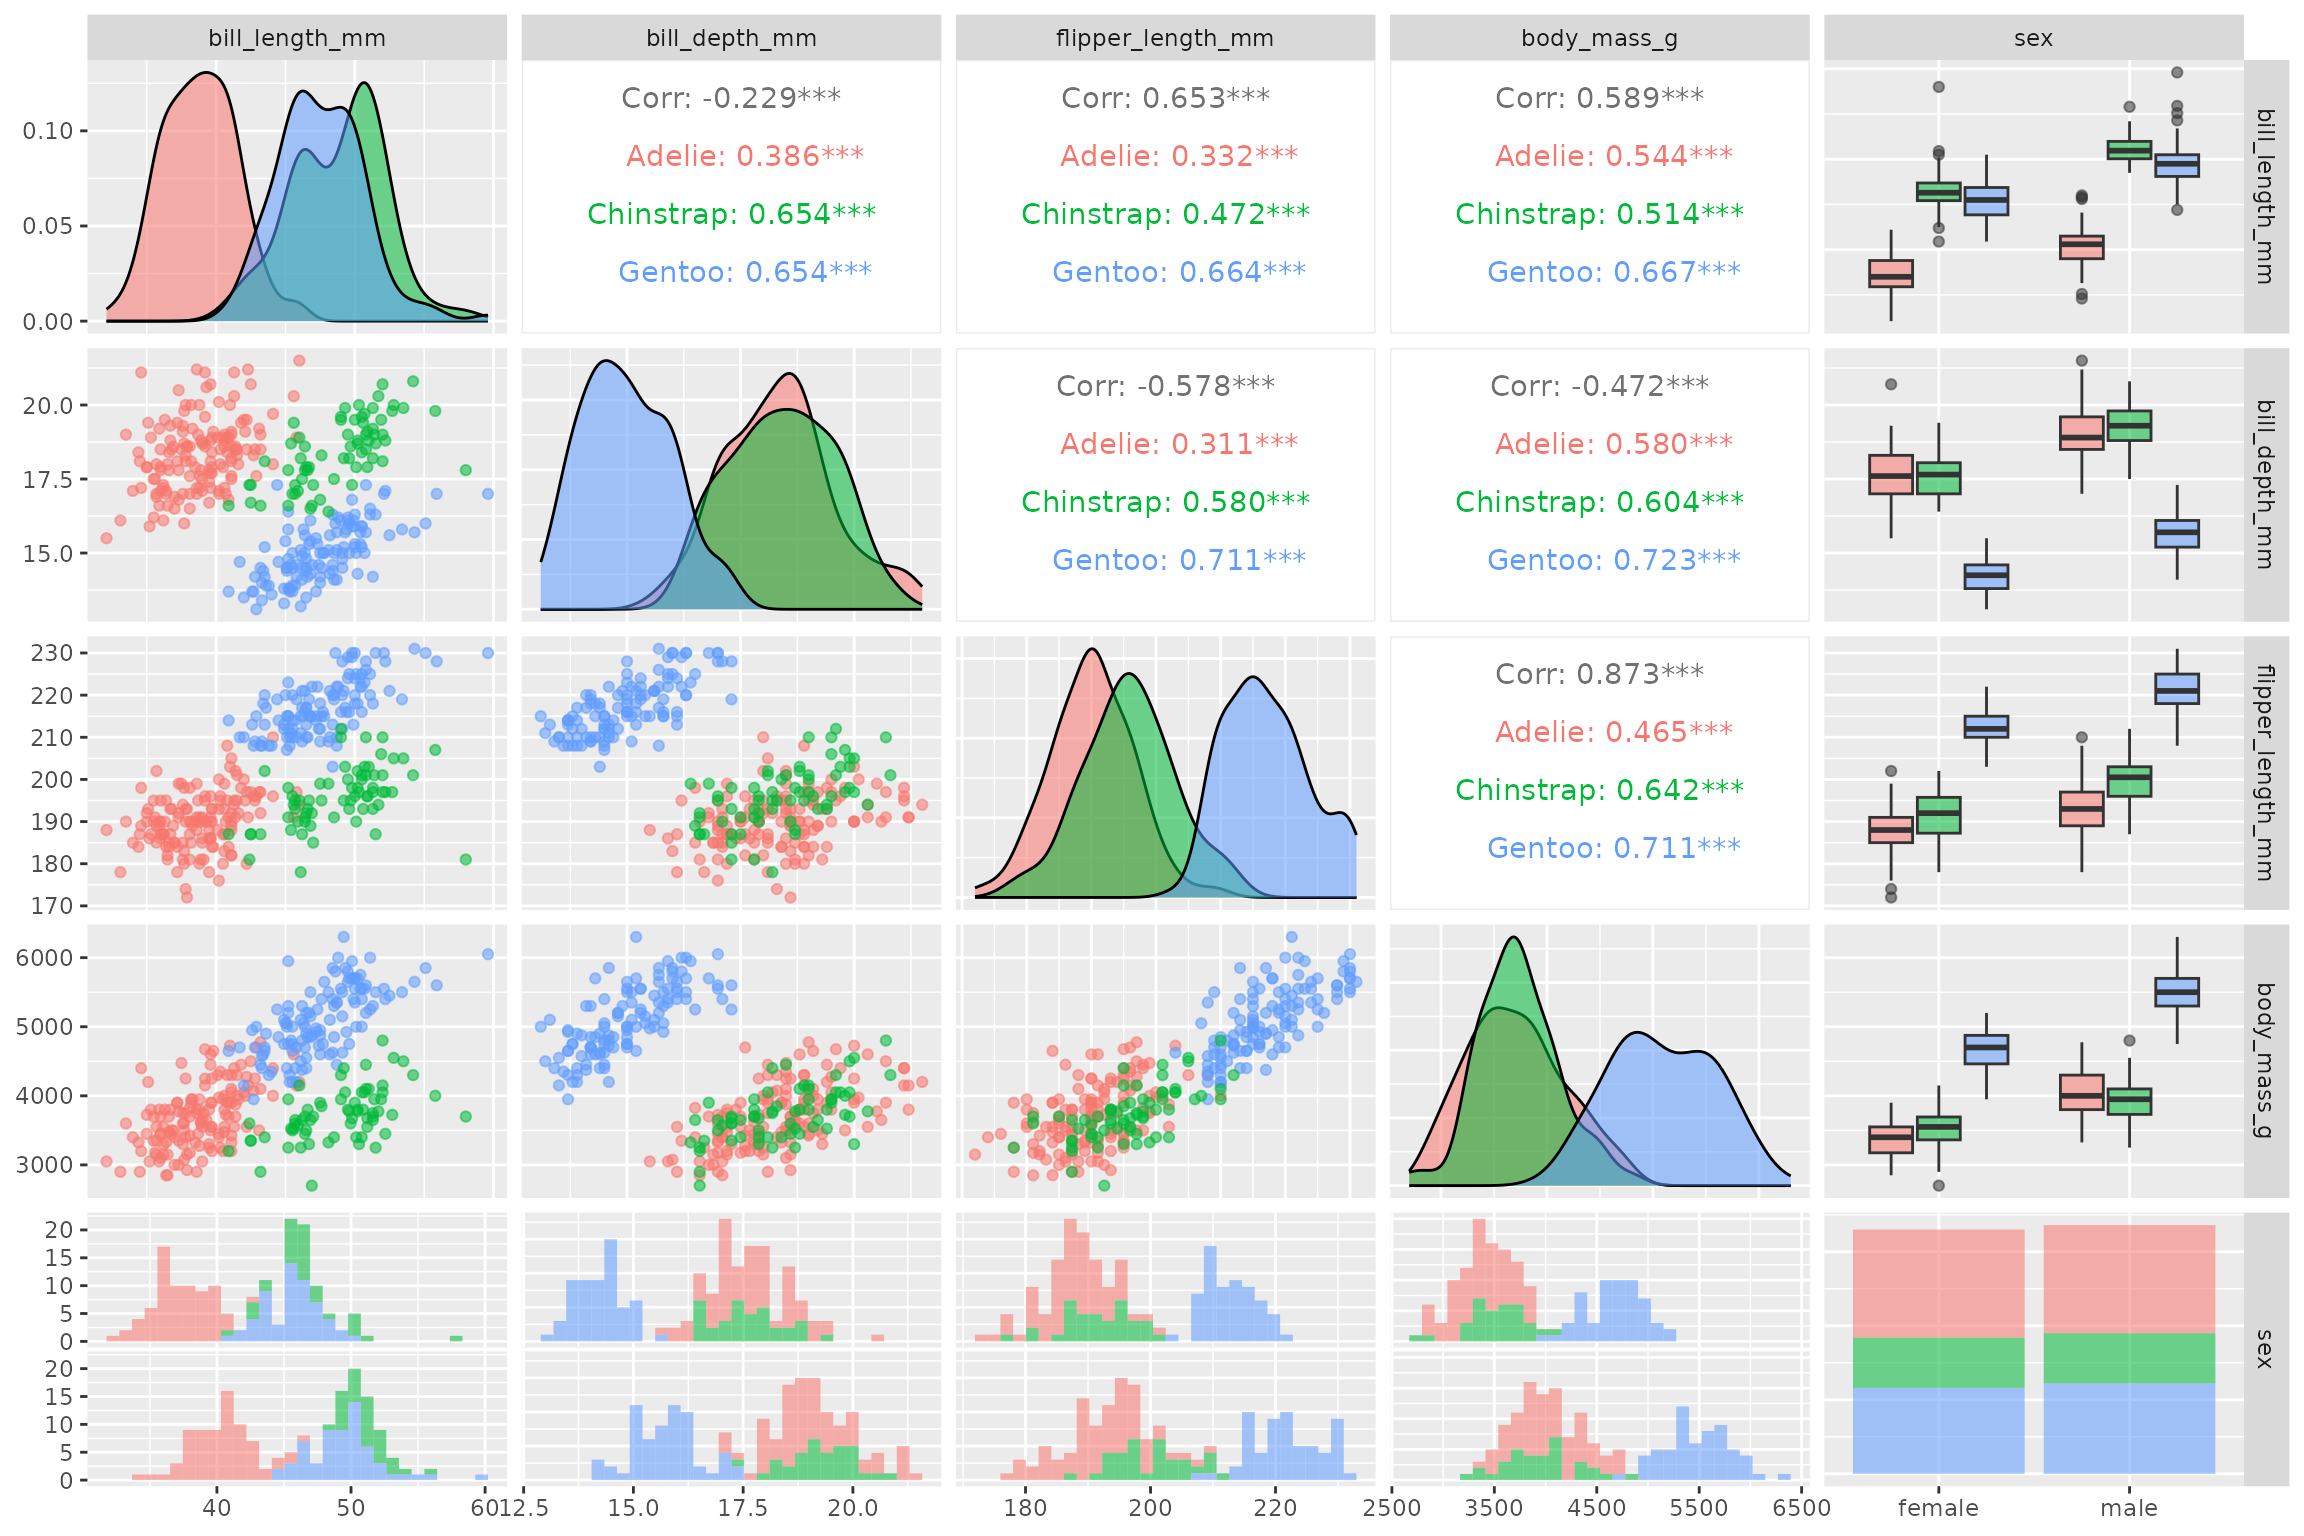 bill_length_mm
bill_depth_mm
flipper_length_mm
body_mass_g
sex
0.10
0.05
0.00
Corr: -0.229***
Adelie: 0.386***
Chinstrap: 0.654***
Gentoo: 0.654***
Corr: 0.653***
Adelie: 0.332***
Chinstrap: 0.472***
Gentoo: 0.664***
Corr: 0.589***
Adelie: 0.544***
Chinstrap: 0.514***
Gentoo: 0.667***
bill_length_mm
20.0
17.5
15.0
Corr: -0.578***
Adelie: 0.311***
Chinstrap: 0.580***
Gentoo: 0.711***
Corr: -0.472***
Adelie: 0.580***
Chinstrap: 0.604***
Gentoo: 0.723***
bill_depth_mm
230
220
210
200
190
180
170
Corr: 0.873***
Adelie: 0.465***
Chinstrap: 0.642***
Gentoo: 0.711***
flipper_length_mm
6000
5000
4000
3000
body_mass_g
20
15
10
5
0
20
15
10
5
0
sex
40
50
60
12.5
15.0
17.5
20.0
180
200
220
2500
3500
4500
5500
6500
female
male